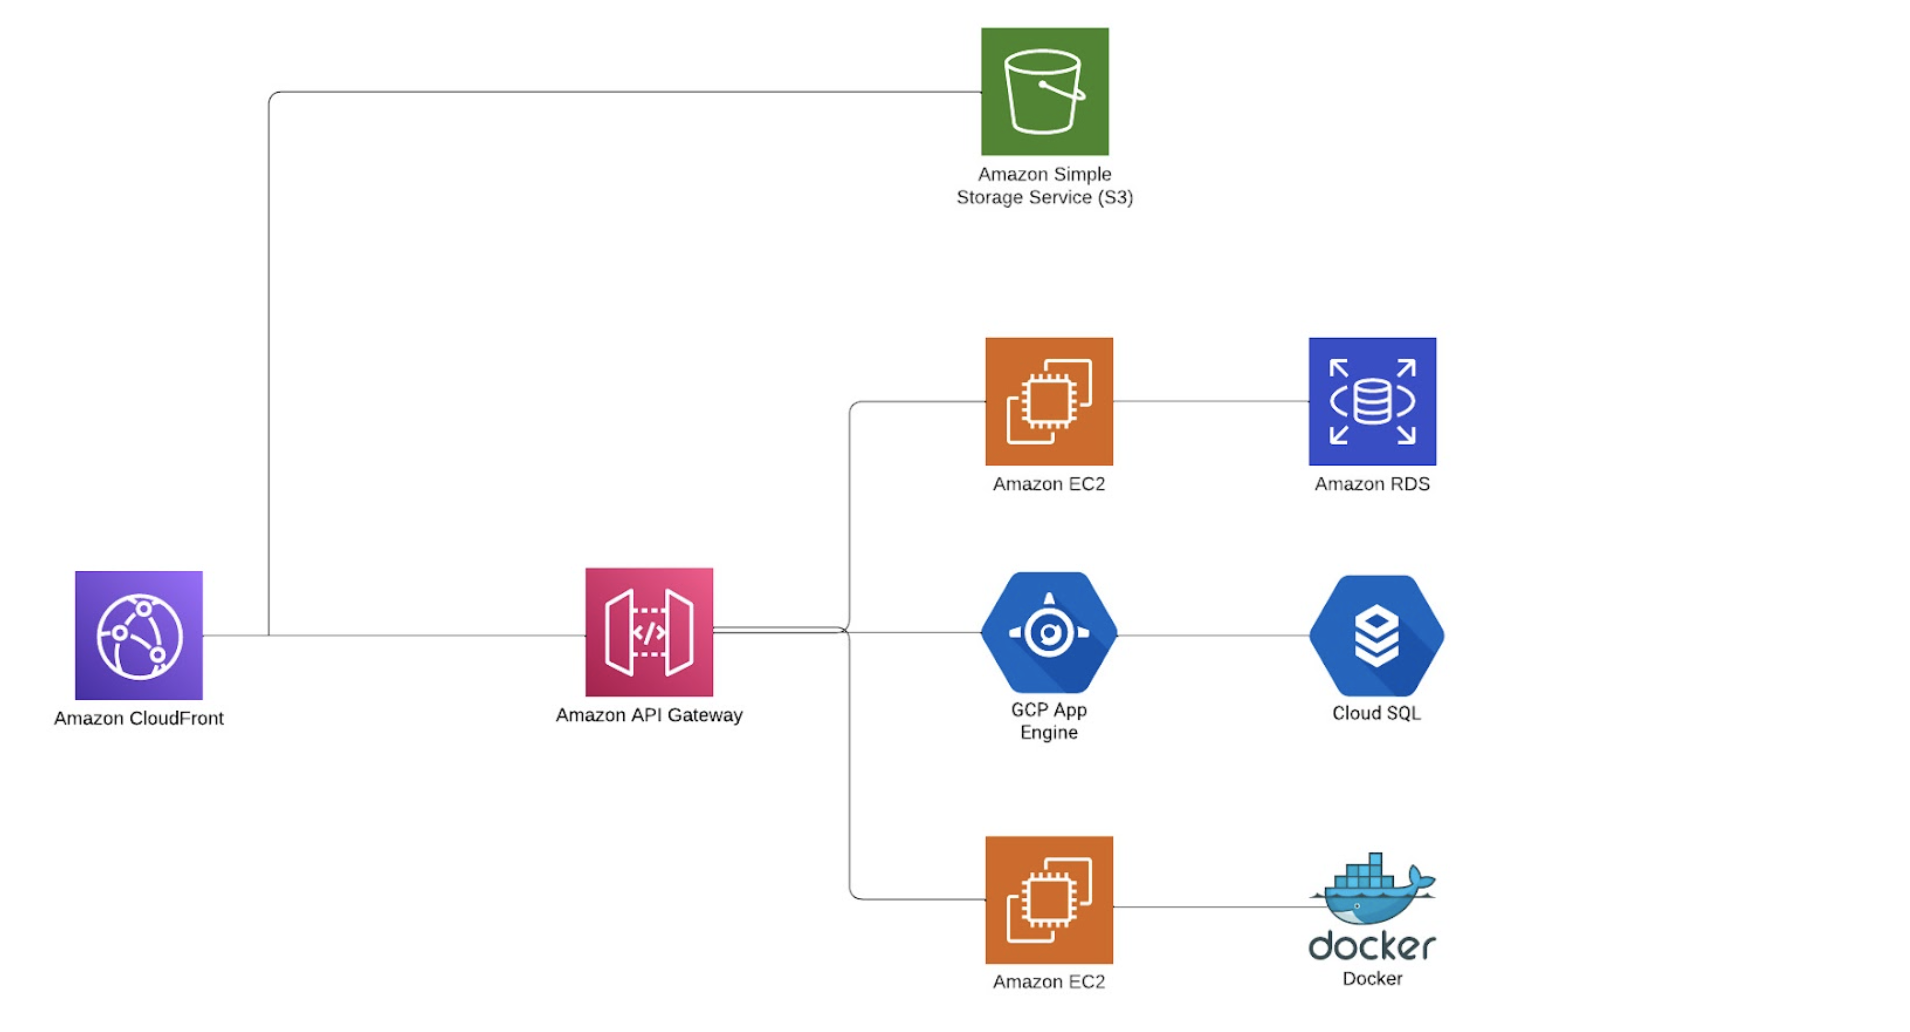 Amazon Simple
Storage Service (S3)
Amazon EC2
Amazon RDS
Amazon CloudFront
</>
Amazon API Gateway
GCP App
Engine
Cloud SQL
Amazon EC2
docker
Docker